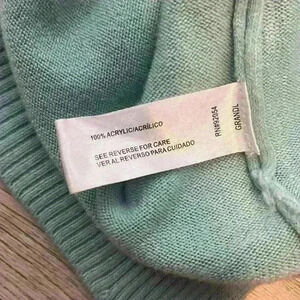 100% ACRYLIC/ACRÍLICO
SEE REVERSE FOR CARE
VER AL REVERSO PARA CUIDADO
RN#92054
GRANDL